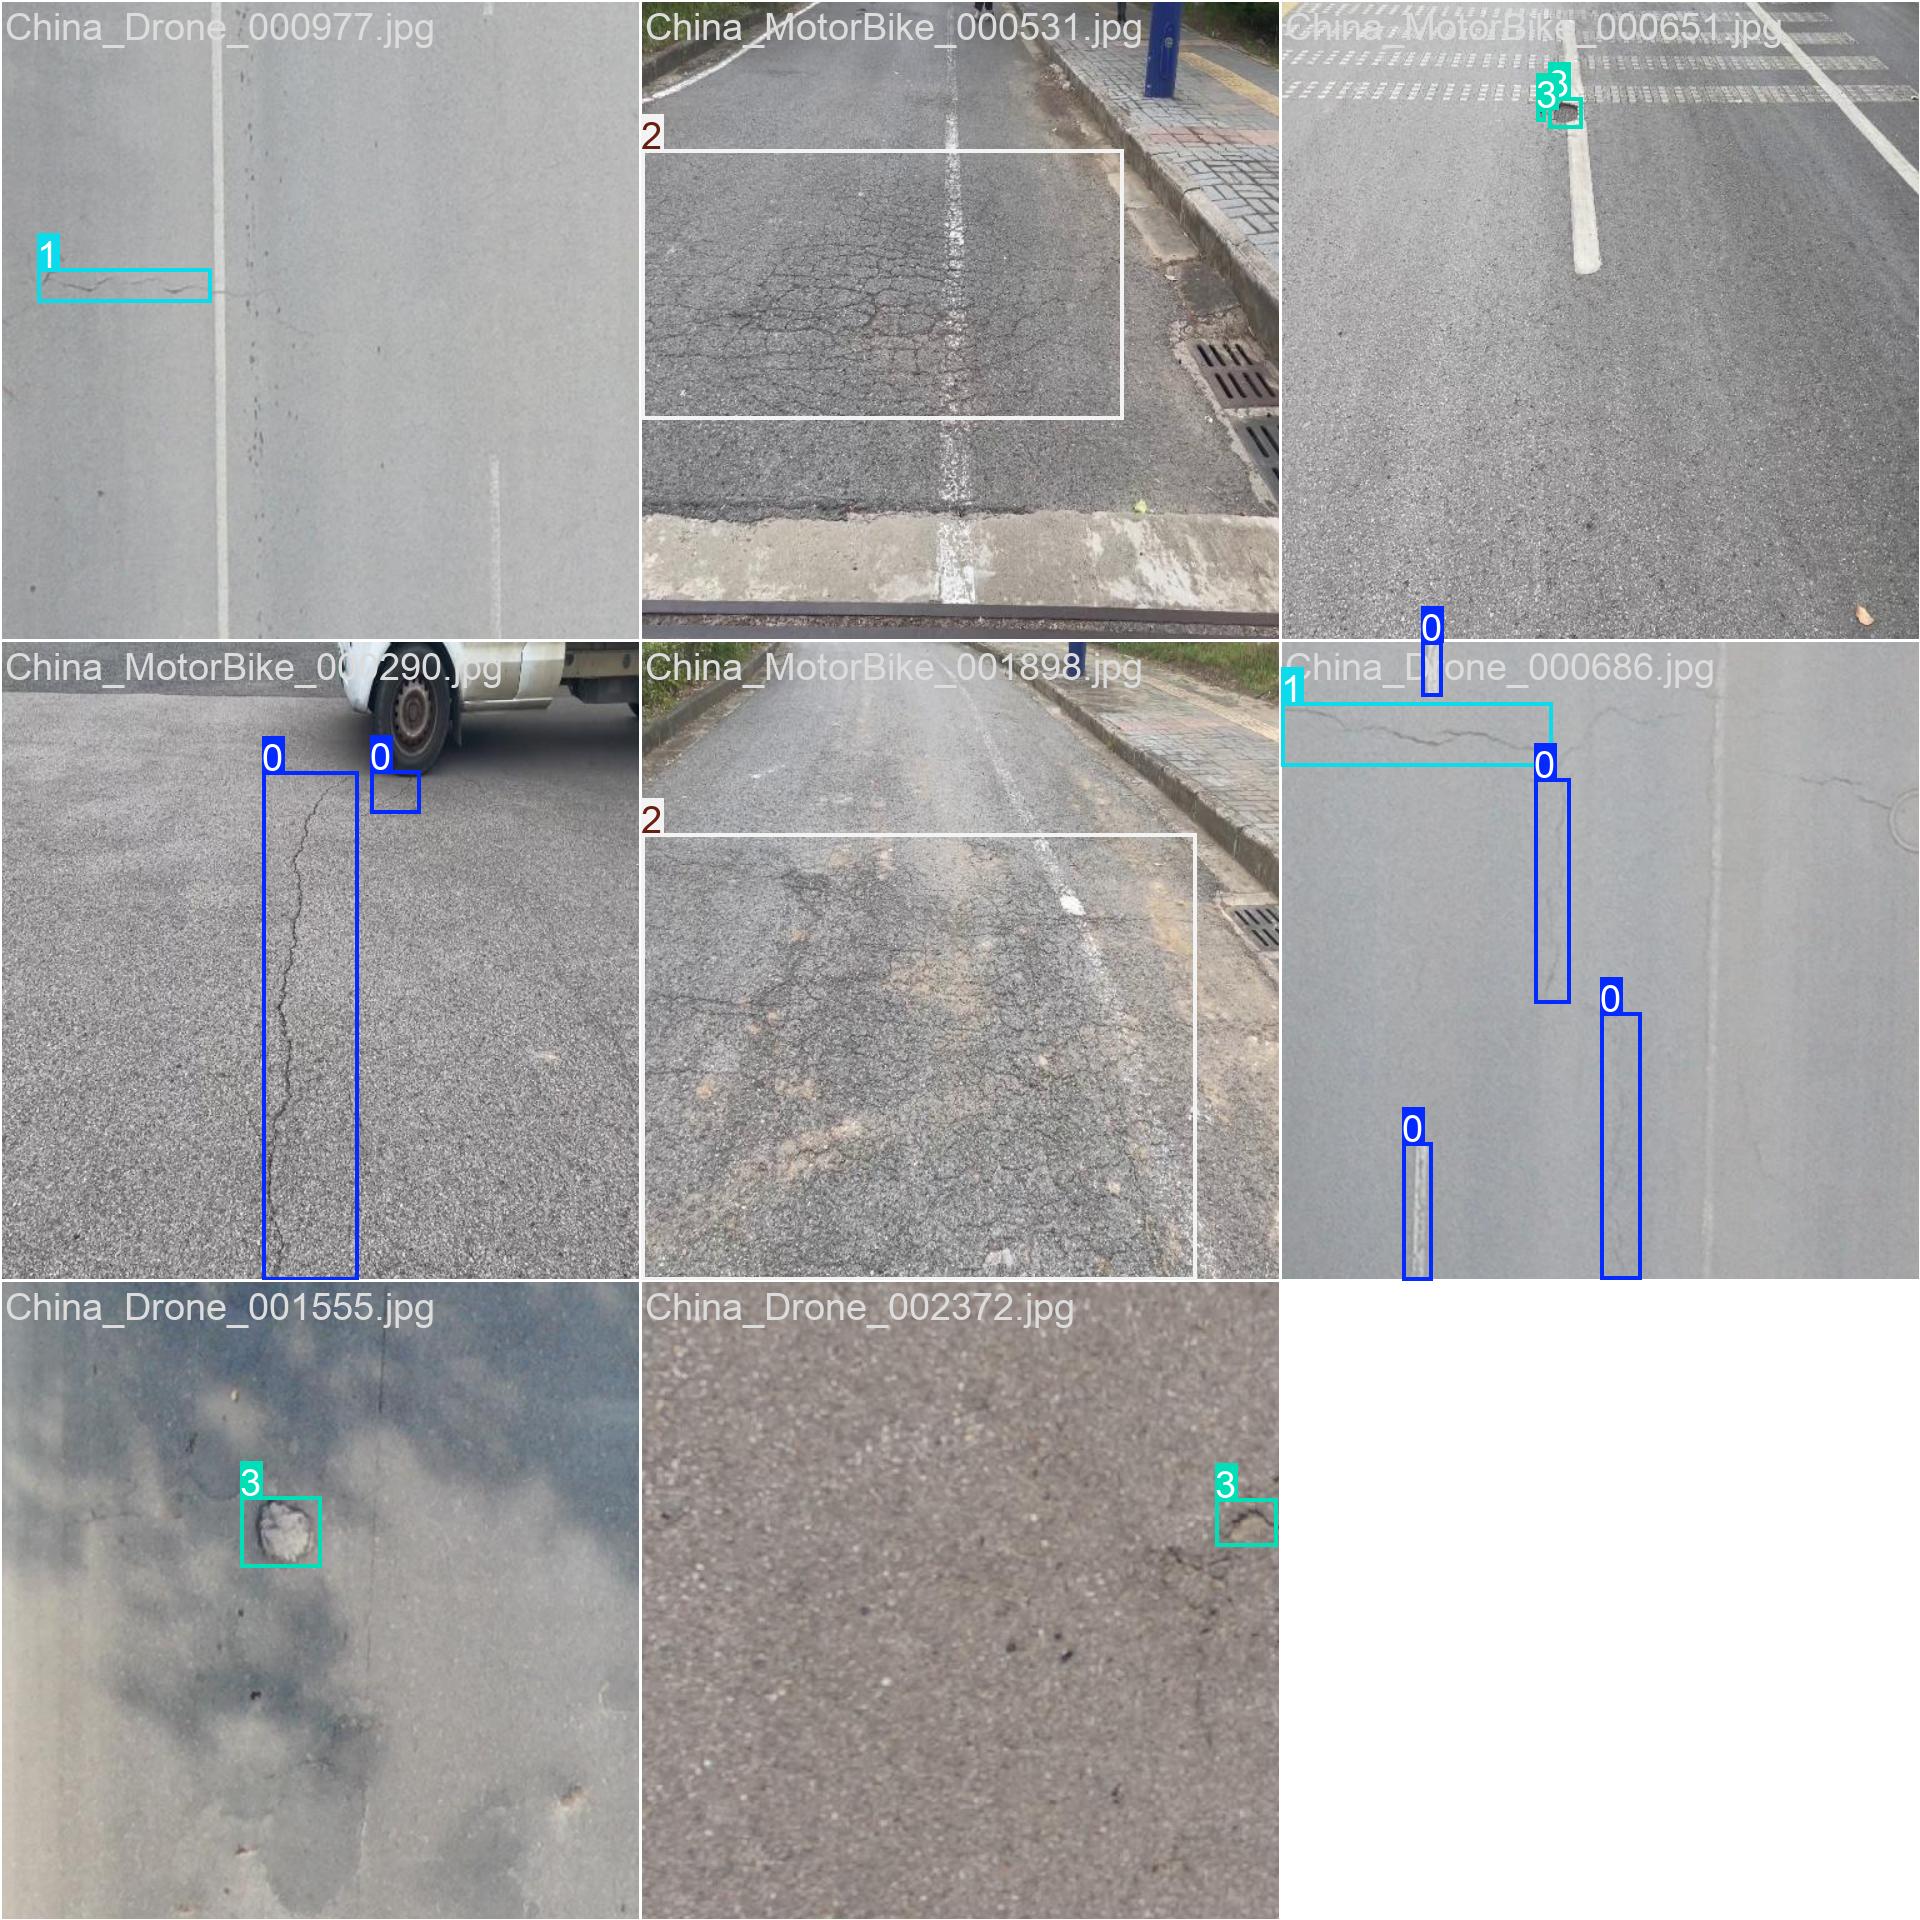 China_Drone_000977.jpg
China_MotorBike_000531.jpg
China_MotorBike_000651.jpg
1
2
3
3
China_MotorBike_000290.jpg
China_MotorBike_001898.jpg
China_Drone_000686.jpg
0
0
0
2
1
0
0
0
China_Drone_001555.jpg
China_Drone_002372.jpg
3
3